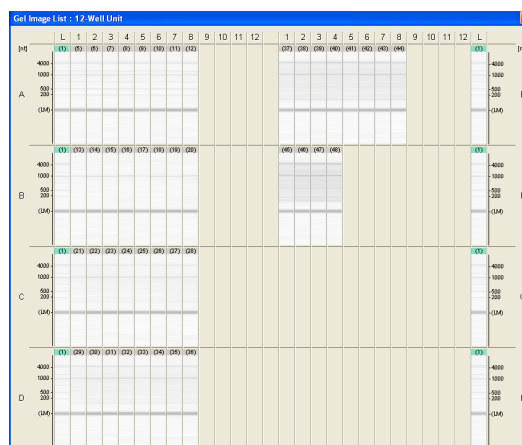 Gel Image List : 12-Well Unit
L 1 2 3 4 5 6 7 8 9 10 11 12 1 2 3 4 5 6 7 8 9 10 11 12 L
[nt] (1) (5) (6) (7) (8) (9) (10) (11) (12) (37) (38) (39) (40) (41) (42) (43) (44) (1)
4000 4000
1000 1000
500 500
200 200
A
(LM) (LM)
(1) (13) (14) (15) (16) (17) (18) (19) (20) (45) (46) (47) (48) (1)
4000 4000
1000 1000
500 500
200 200
B
(LM) (LM)
(1) (21) (22) (23) (24) (25) (26) (27) (28) (1)
4000 4000
1000 1000
500 500
200 200
C
(LM) (LM)
(1) (29) (30) (31) (32) (33) (34) (35) (36) (1)
4000 4000
1000 1000
500 500
200 200
D
(LM) (LM)